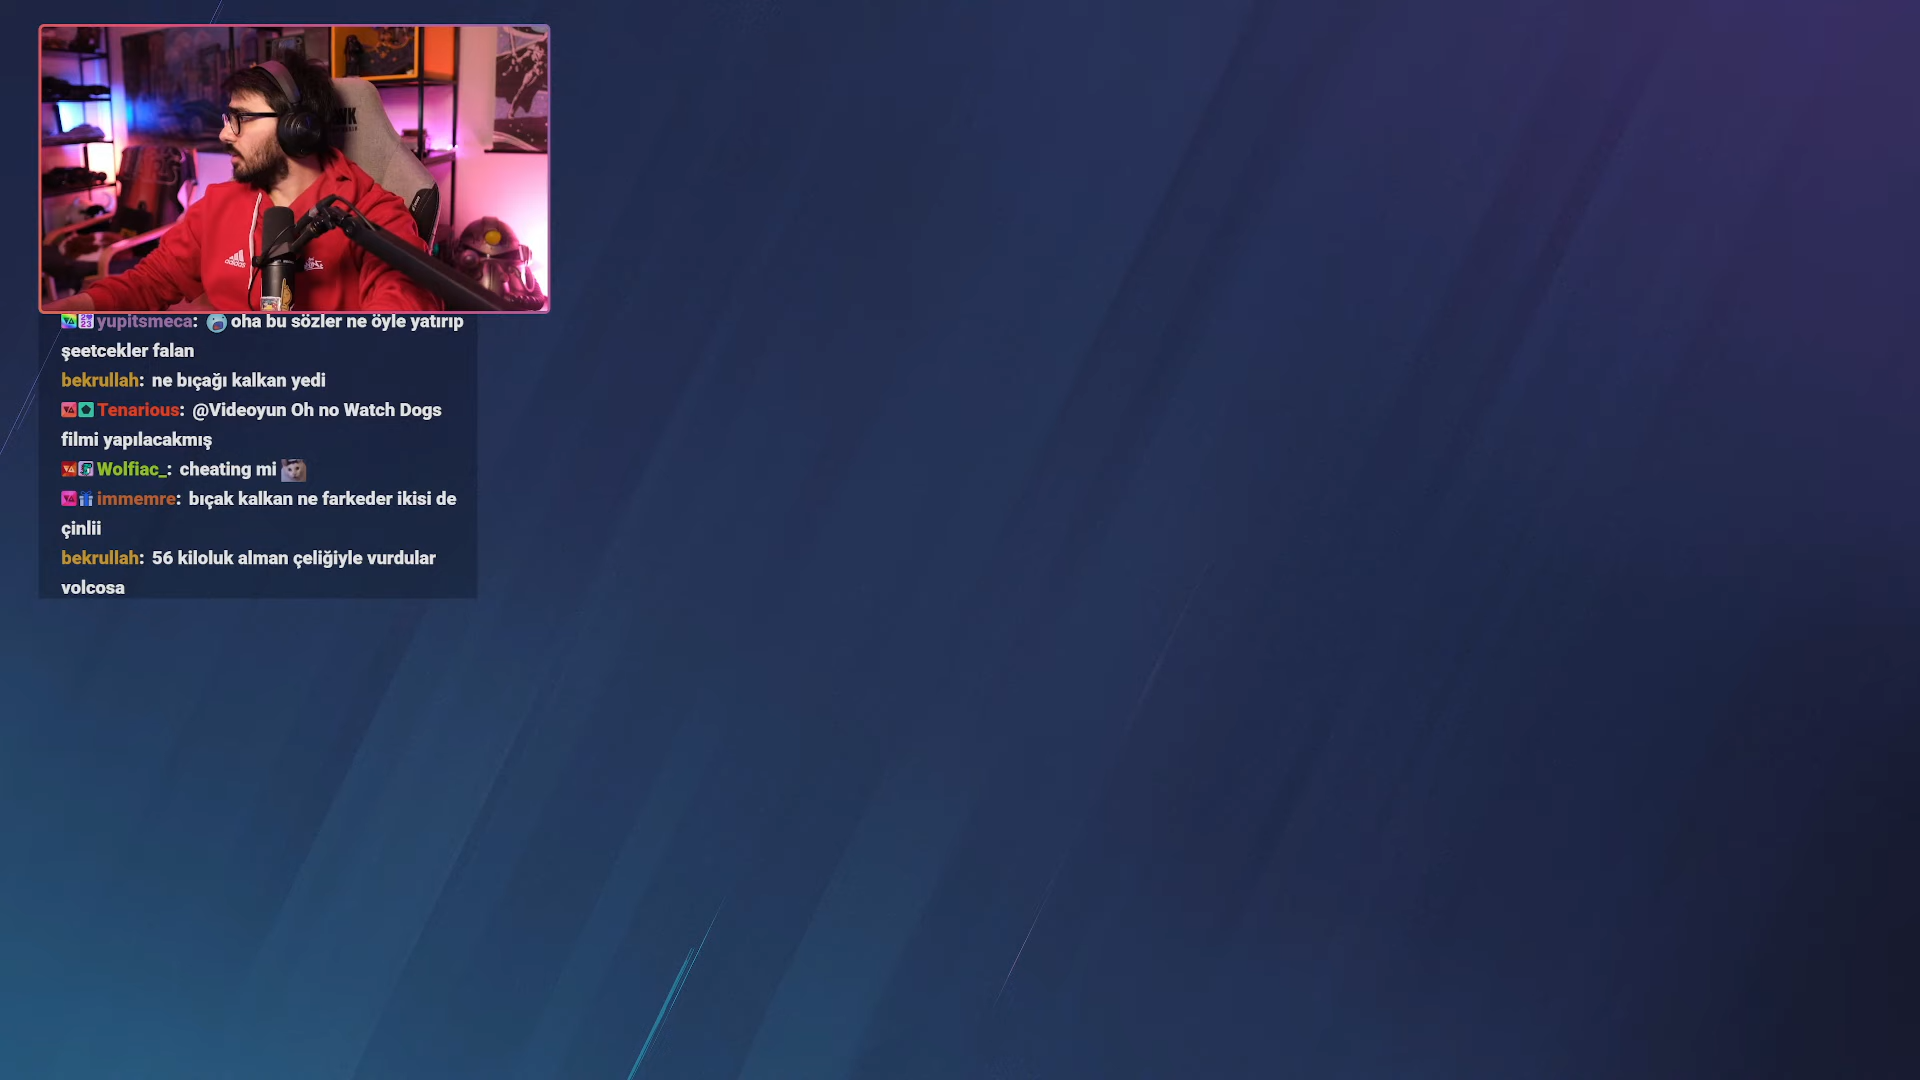 WK
adidas
yupitsmeca: oha bu sözler ne öyle yatırıp
şeetcekler falan
bekrullah: ne bıçağı kalkan yedi
Tenarious: @Videoyun Oh no Watch Dogs
filmi yapılacakmış
Wolfiac_: cheating mi
immemre: bıçak kalkan ne farkeder ikisi de
çinlii
bekrullah: 56 kiloluk alman çeliğiyle vurdular
volcosa